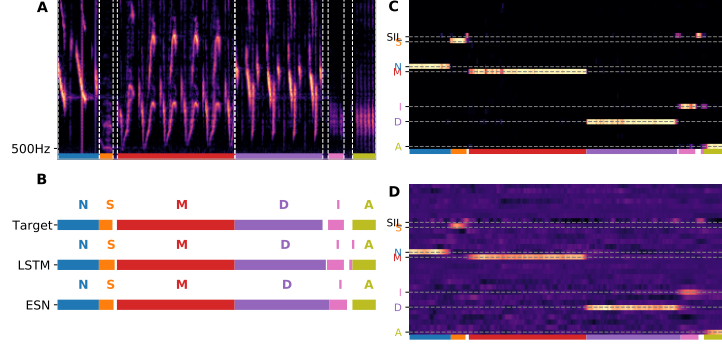 A
500Hz
B
N S M D I A
Target
N S M D I I A
LSTM
N S M D I A
ESN
C
SIL
S
N
M
I
D
A
D
SIL
S
N
M
I
D
A